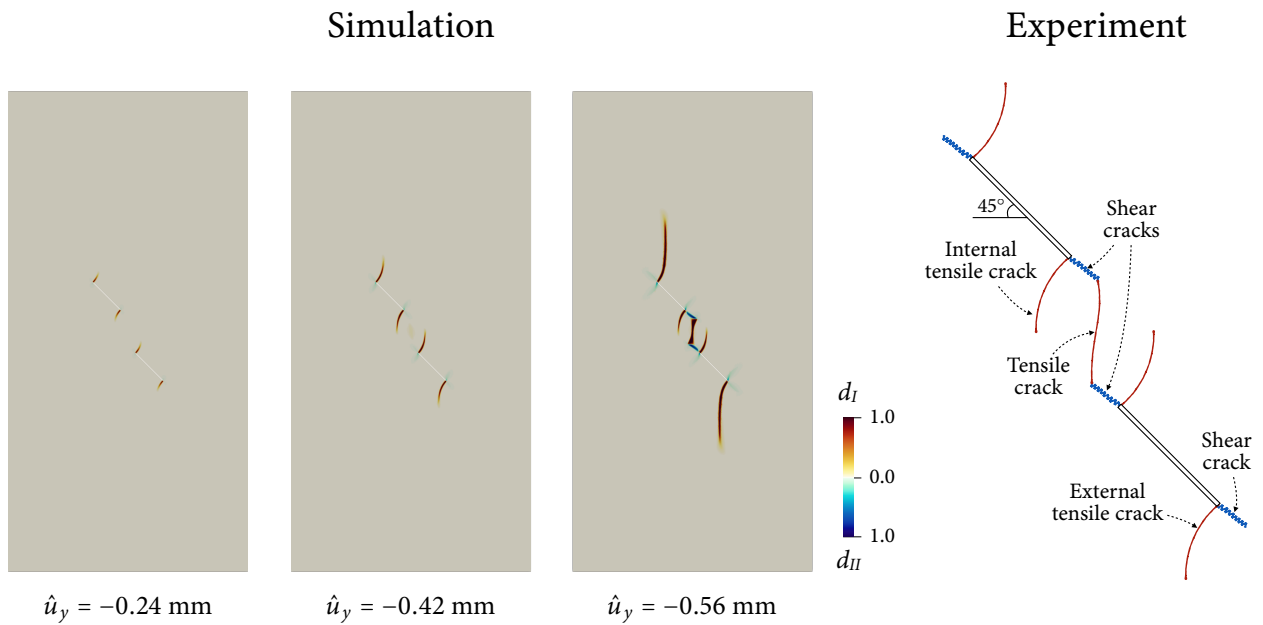 Simulation
Experiment
45°
Shear
cracks
Internal
tensile crack
Tensile
crack
Shear
crack
External
tensile crack
d_I
1.0
0.0
1.0
d_II
û_y = −0.24 mm
û_y = −0.42 mm
û_y = −0.56 mm